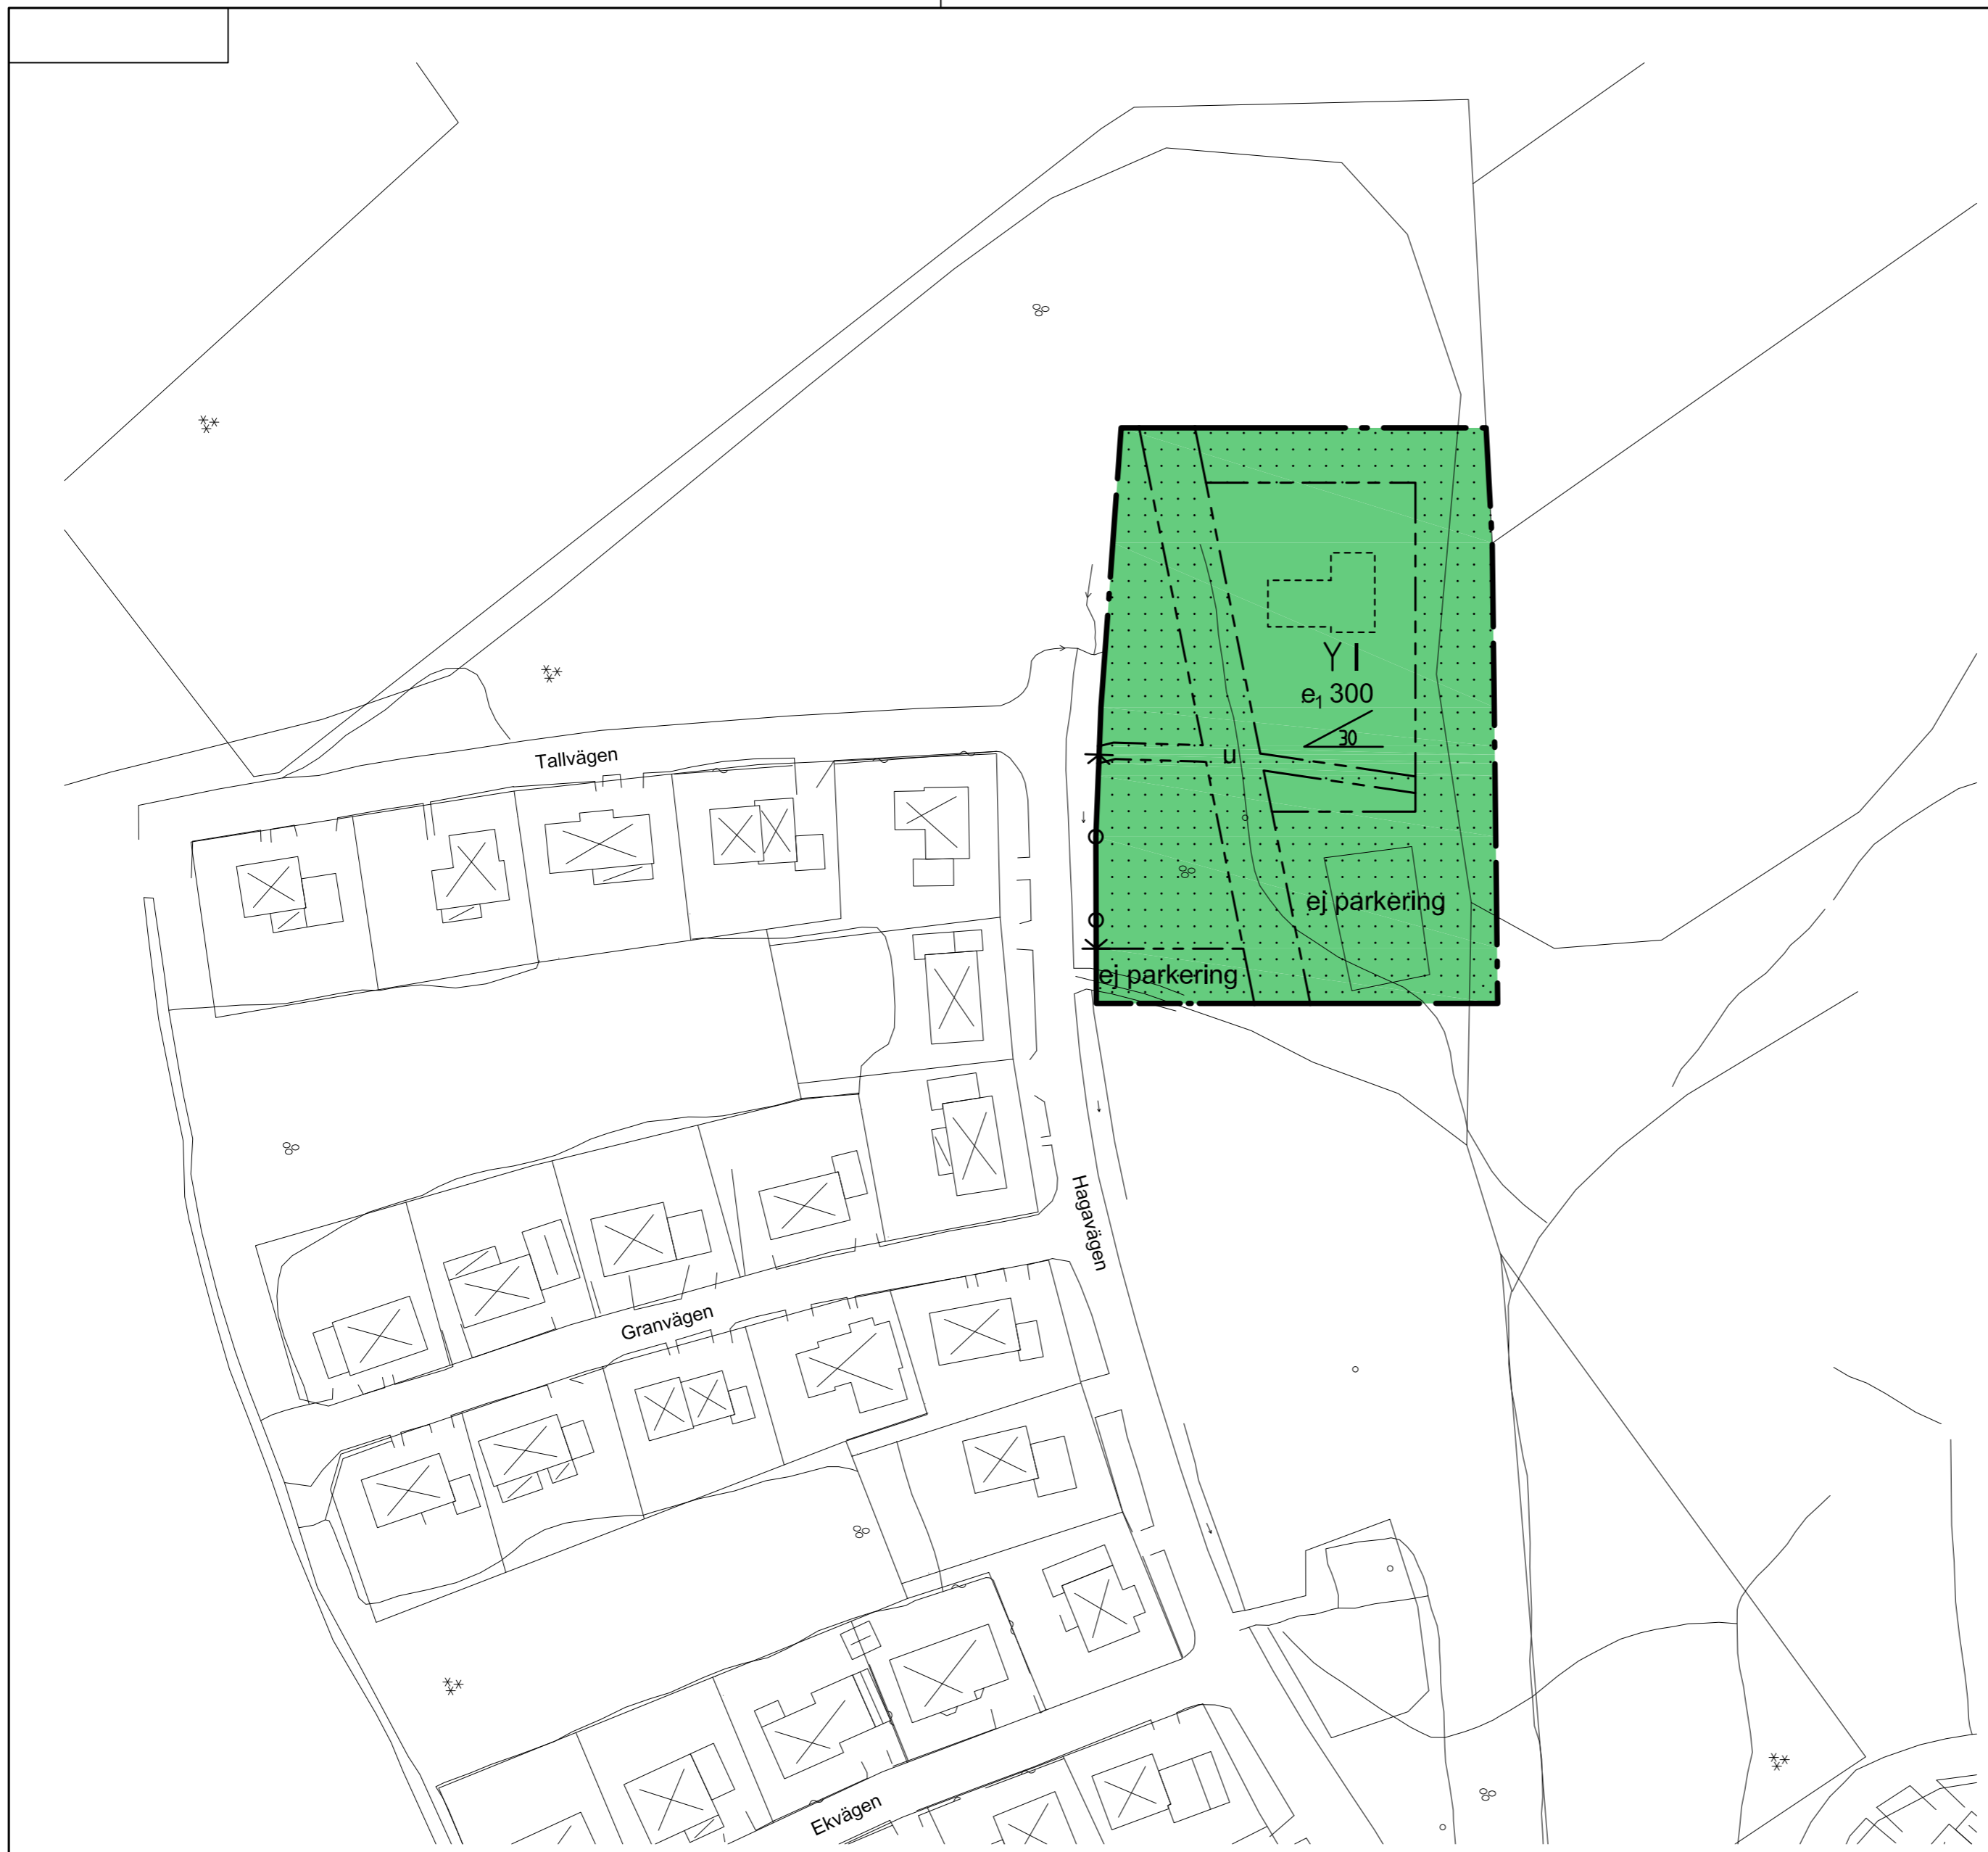 Y I
e₁ 300
30
Tallvägen
u
ej parkering
ej parkering
Hagavägen
Granvägen
Ekvägen